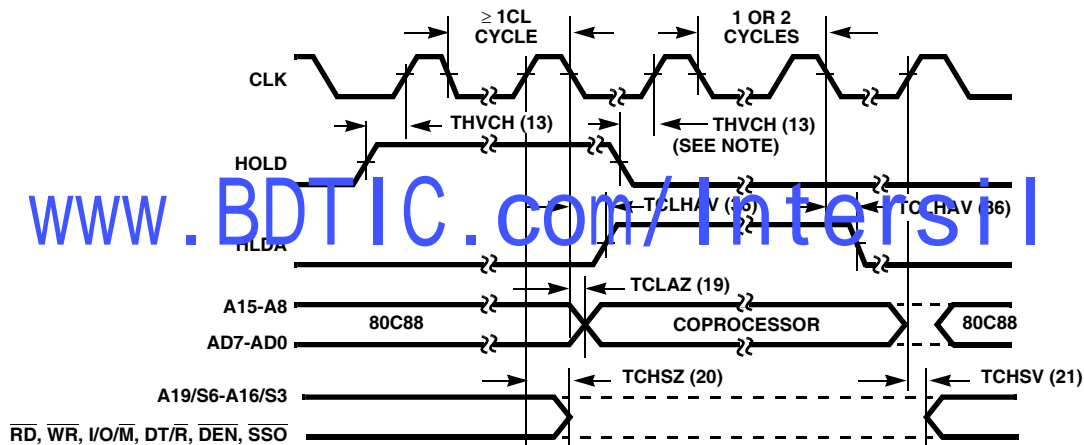 ≥ 1CL
CYCLE
1 OR 2
CYCLES
CLK
THVCH (13)
THVCH (13)
(SEE NOTE)
HOLD
www.BDTIC.com/Intersil
TCLHAV (36)
TCLHAV (36)
HLDA
TCLAZ (19)
A15-A8
80C88
COPROCESSOR
80C88
AD7-AD0
TCHSZ (20)
TCHSV (21)
A19/S6-A16/S3
RD, WR, I/O/M, DT/R, DEN, SSO